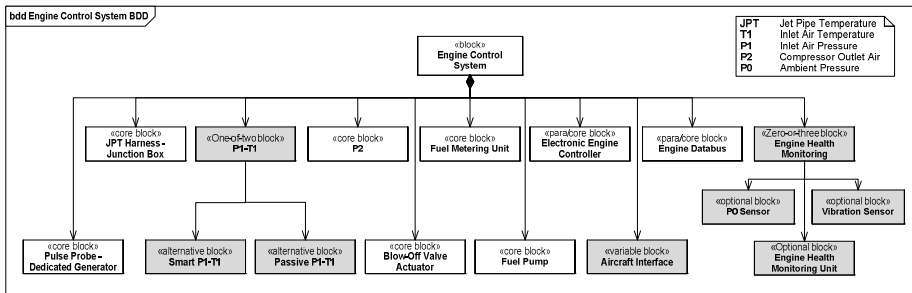 bdd Engine Control System BDD
JPT Jet Pipe Temperature
T1 Inlet Air Temperature
P1 Inlet Air Pressure
P2 Compressor Outlet Air
P0 Ambient Pressure
«block»
Engine Control
System
«core block»
JPT Harness-
Junction Box
«One-of-two block»
P1-T1
«core block»
P2
«core block»
Fuel Metering Unit
«para/core block»
Electronic Engine
Controller
«para/core block»
Engine Databus
«Zero-or-three block»
Engine Health
Monitoring
«optional block»
PO Sensor
«optional block»
Vibration Sensor
«core block»
Pulse Probe-
Dedicated Generator
«alternative block»
Smart P1-T1
«alternative block»
Passive P1-T1
«core block»
Blow-Off Valve
Actuator
«core block»
Fuel Pump
«variable block»
Aircraft Interface
«Optional block»
Engine Health
Monitoring Unit